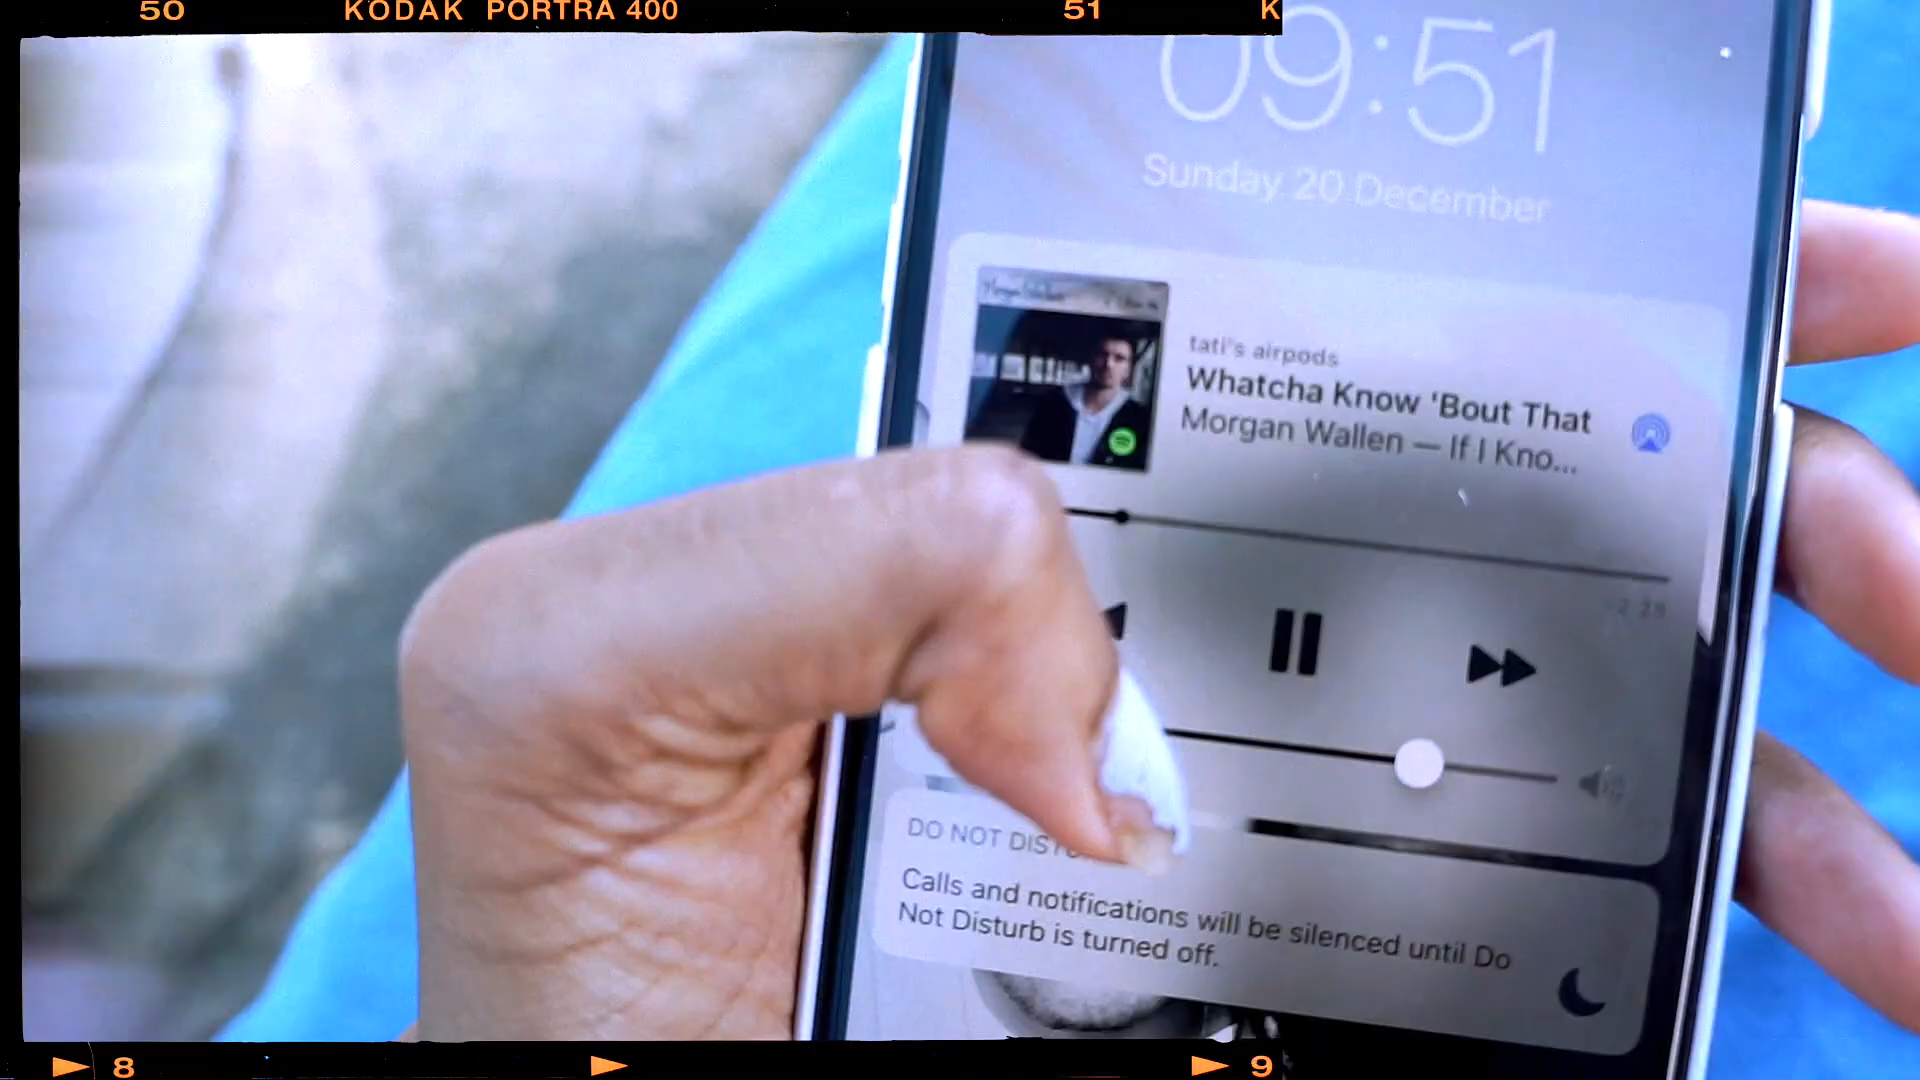 50 KODAK PORTRA 400 51 K
09:51
Sunday 20 December
tati's airpods
Whatcha Know ‘Bout That
Morgan Wallen — If I Kno...
DO NOT
Calls and notifications will be silenced until Do
Not Disturb is turned off.
8 9